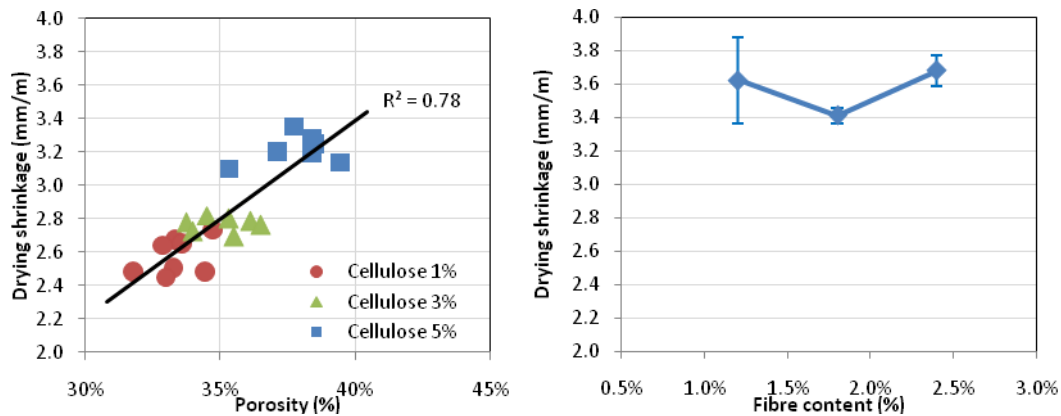 4.0
3.8
3.6
3.4
3.2
3.0
2.8
2.6
2.4
2.2
2.0
Drying shrinkage (mm/m)
R² = 0.78
Cellulose 1%
Cellulose 3%
Cellulose 5%
30% 35% 40% 45%
Porosity (%)
4.0
3.8
3.6
3.4
3.2
3.0
2.8
2.6
2.4
2.2
2.0
Drying shrinkage (mm/m)
0.5% 1.0% 1.5% 2.0% 2.5% 3.0%
Fibre content (%)